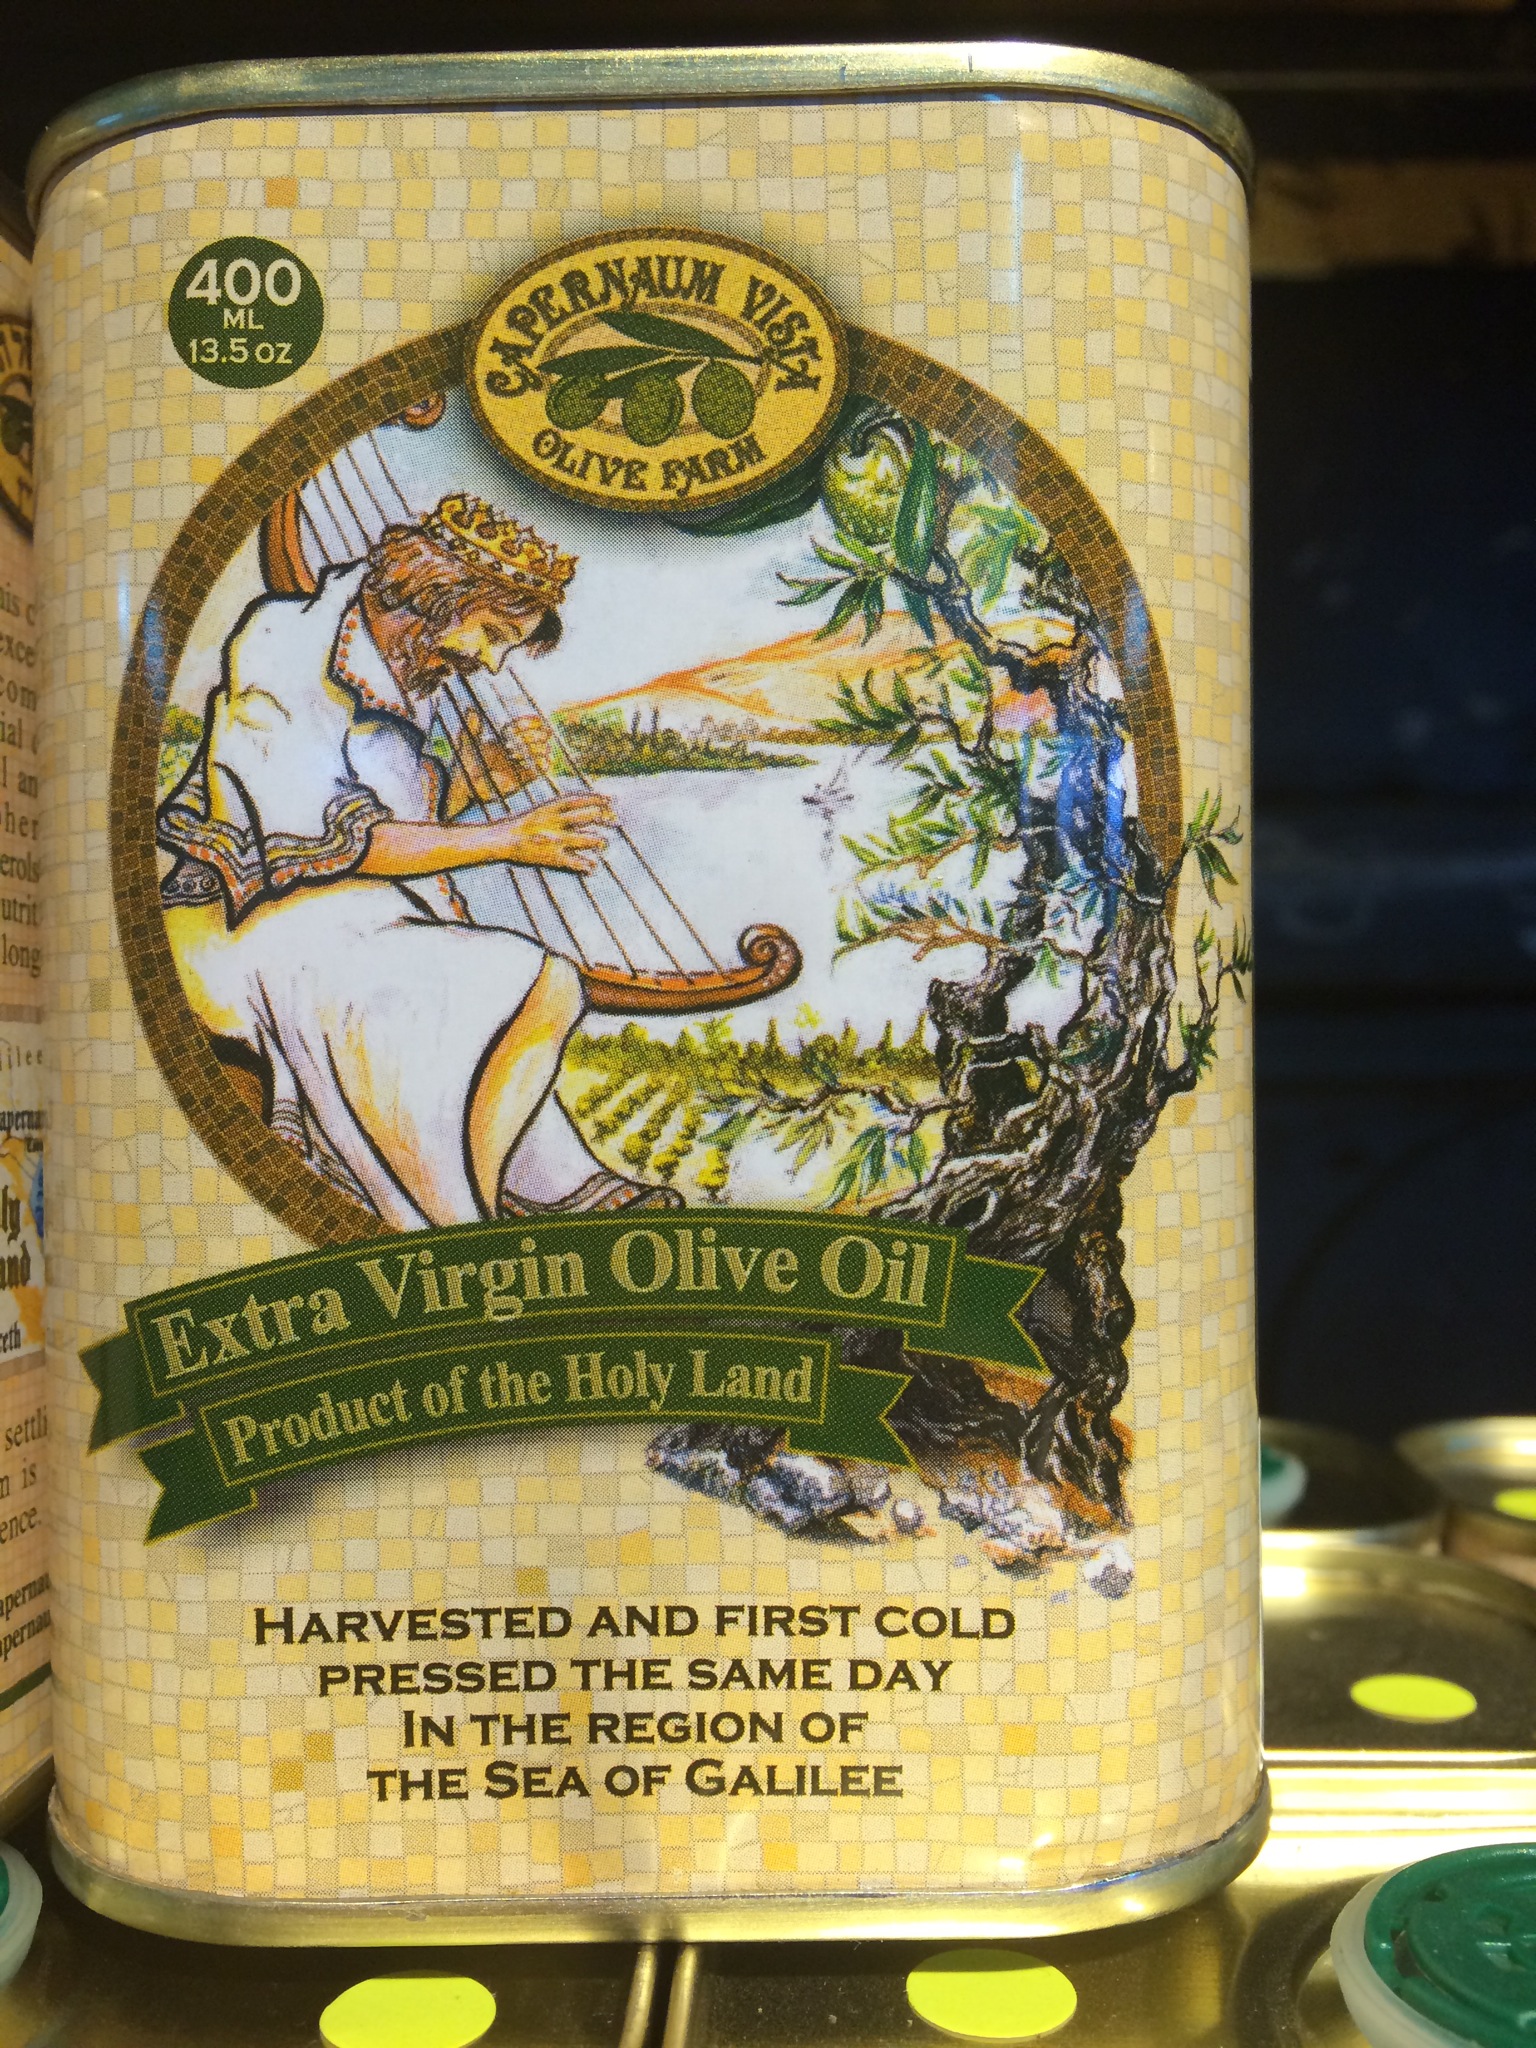 400
ML
13.5 OZ
CAPERNAUM VISTA
OLIVE FARM
Extra Virgin Olive Oil
Product of the Holy Land
HARVESTED AND FIRST COLD
PRESSED THE SAME DAY
IN THE REGION OF
THE SEA OF GALILEE
long